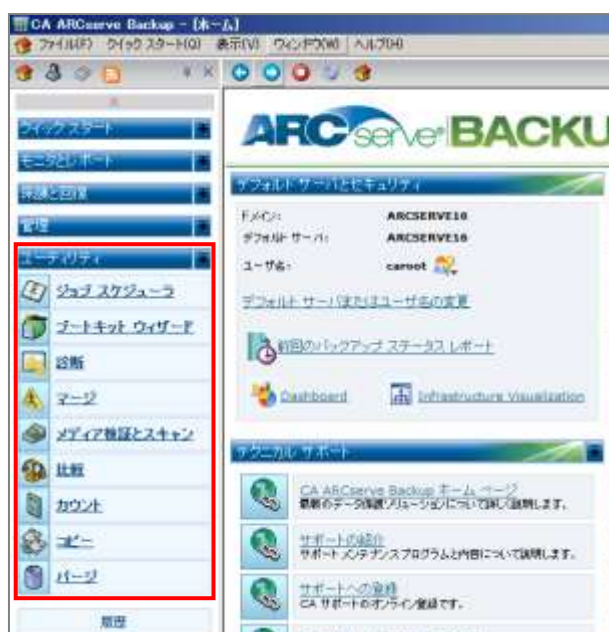 CA ARCserve Backup - [ホーム]
ファイル(F) クイック スタート(Q) 表示(V) ウィンドウ(W) ヘルプ(H)
クイック スタート
モニタとレポート
保護と回復
管理
ユーティリティ
ジョブ スケジューラ
ブートキット ウィザード
診断
マージ
メディア検証とスキャン
比較
カウント
コピー
パージ
履歴
ARCserve BACKU
デフォルト サーバとセキュリティ
ドメイン: ARCSERVE16
デフォルト サーバ: ARCSERVE16
ユーザ名: caroot
デフォルト サーバまたはユーザ名の変更
前回のバックアップ ステータス レポート
Dashboard Infrastructure Visualization
テクニカル サポート
CA ARCserve Backup ホーム ページ
最新のデータ保護ソリューションについて詳しく説明します。
サポートの紹介
サポート メンテナンス プログラムと内容について説明します。
サポートへの登録
CA サポートのオンライン登録です。